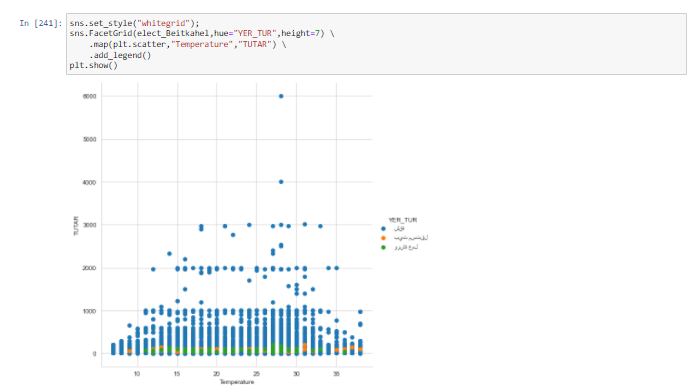 In [241]: sns.set_style("whitegrid");
sns.FacetGrid(elect_Beitkahel,hue="YER_TUR",height=7) \
.map(plt.scatter,"Temperature","TUTAR") \
.add_legend()
plt.show()
6000
5000
4000
3000
2000
1000
0
TUTAR
10 15 20 25 30 35
Temperature
YER_TUR